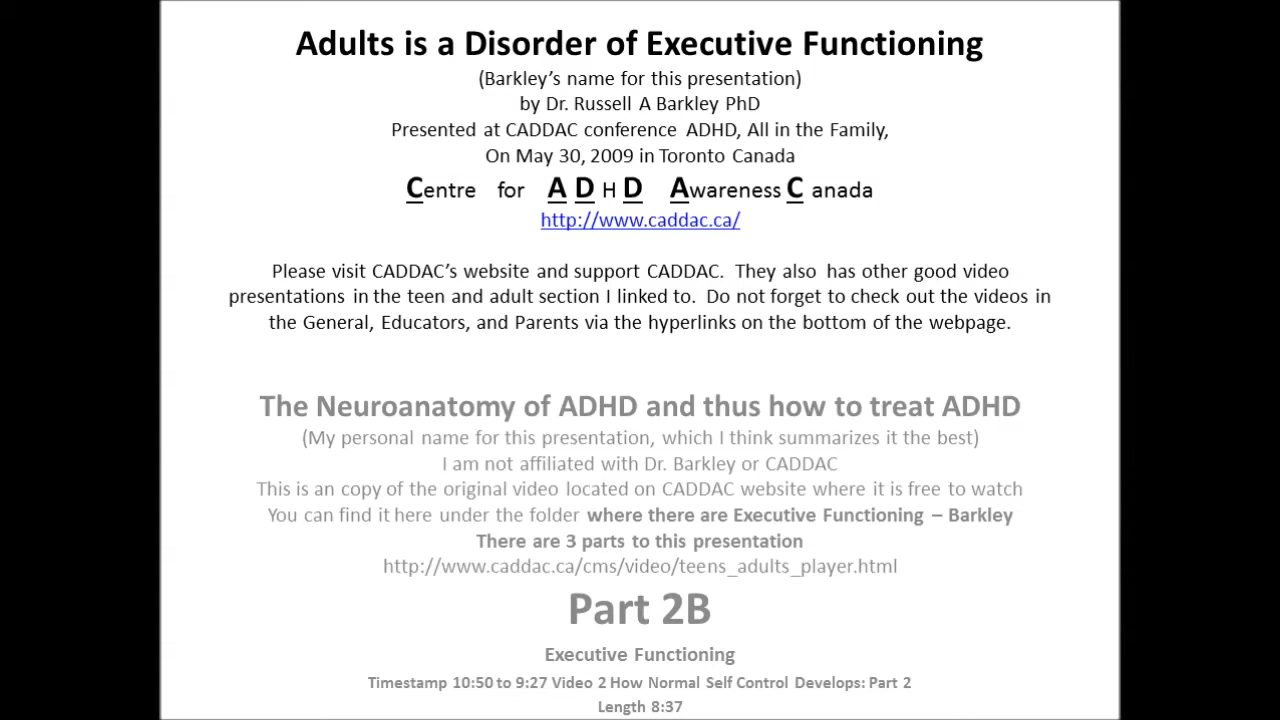 Adults is a Disorder of Executive Functioning
(Barkley’s name for this presentation)
by Dr. Russell A Barkley PhD
Presented at CADDAC conference ADHD, All in the Family,
On May 30, 2009 in Toronto Canada
Centre for A D H D Awareness C anada
http://www.caddac.ca/
Please visit CADDAC’s website and support CADDAC. They also has other good video
presentations in the teen and adult section I linked to. Do not forget to check out the videos in
the General, Educators, and Parents via the hyperlinks on the bottom of the webpage.
The Neuroanatomy of ADHD and thus how to treat ADHD
(My personal name for this presentation, which I think summarizes it the best)
I am not affiliated with Dr. Barkley or CADDAC
This is an copy of the original video located on CADDAC website where it is free to watch
You can find it here under the folder where there are Executive Functioning – Barkley
There are 3 parts to this presentation
http://www.caddac.ca/cms/video/teens_adults_player.html
Part 2B
Executive Functioning
Timestamp 10:50 to 9:27 Video 2 How Normal Self Control Develops: Part 2
Length 8:37